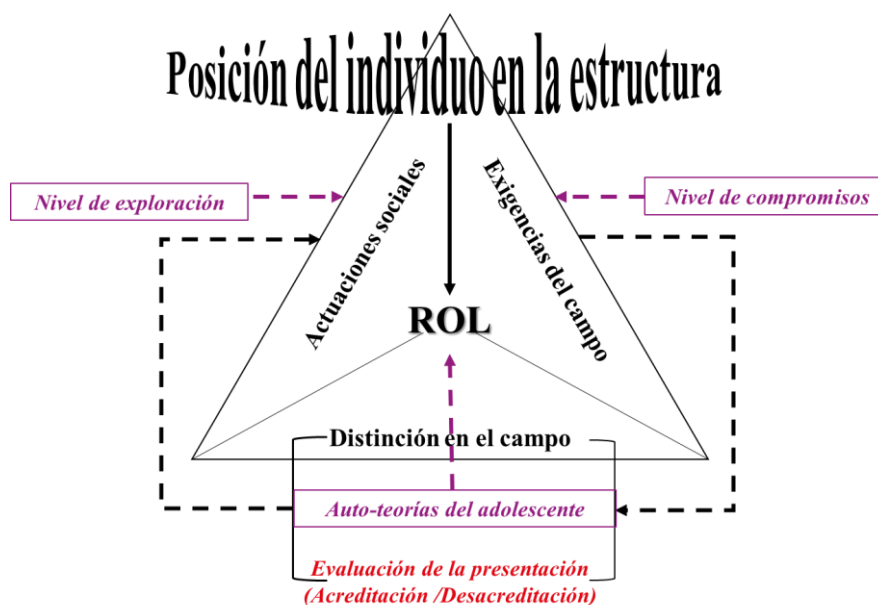 Posición del individuo en la estructura
Nivel de exploración
Actuaciones sociales
Exigencias del campo
Nivel de compromisos
ROL
Distinción en el campo
Auto-teorías del adolescente
Evaluación de la presentación
(Acreditación /Desacreditación)